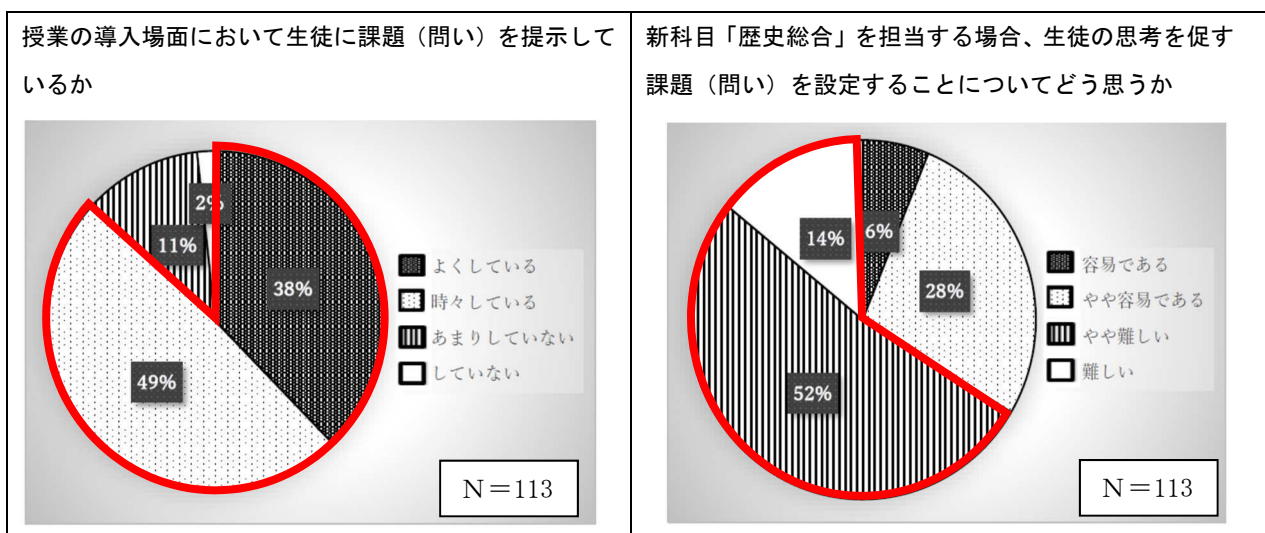 授業の導入場面において生徒に課題（問い）を提示して
いるか
2%
11%
38%
49%
よくしている
時々している
あまりしていない
していない
N＝113
新科目「歴史総合」を担当する場合、生徒の思考を促す
課題（問い）を設定することについてどう思うか
14%
6%
28%
52%
容易である
やや容易である
やや難しい
難しい
N＝113